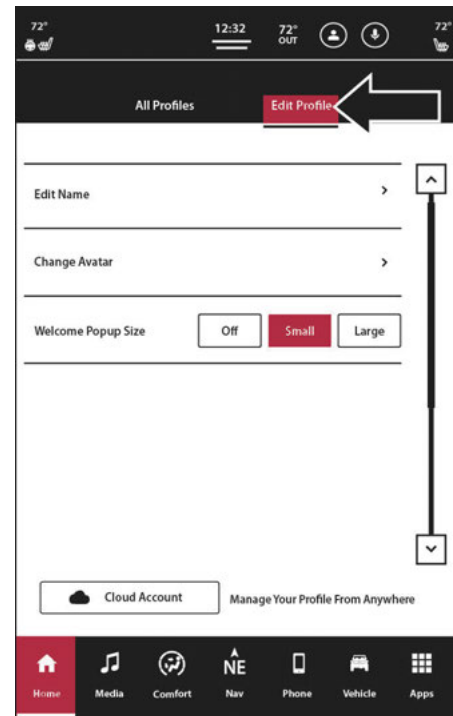 72° 12:32 72° OUT 72°
All Profiles Edit Profile
Edit Name
Change Avatar
Welcome Popup Size Off Small Large
Cloud Account Manage Your Profile From Anywhere
NE
Home Media Comfort Nav Phone Vehicle Apps